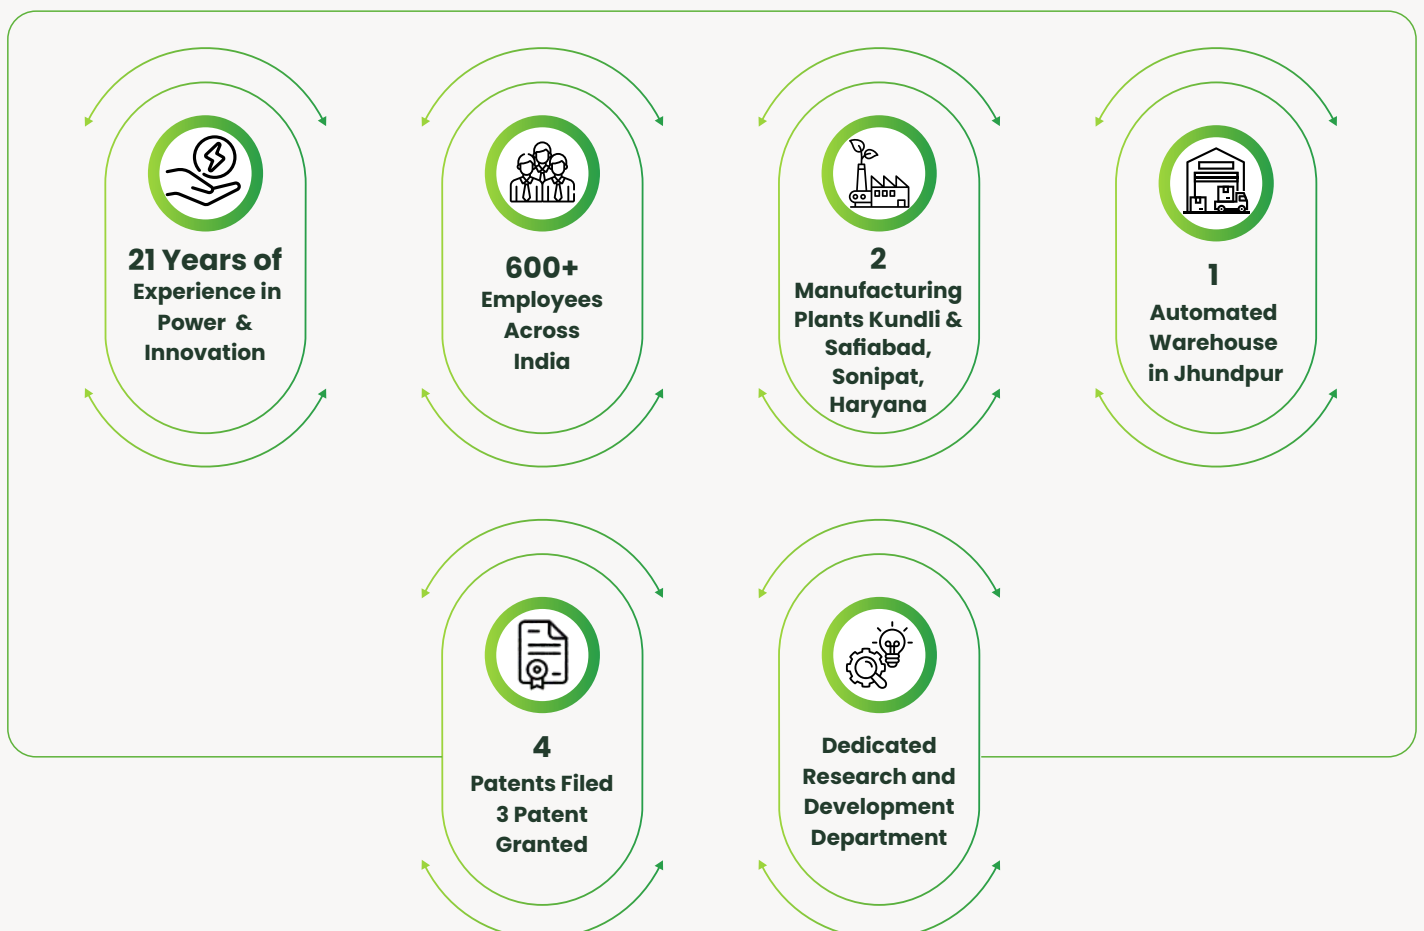 21 Years of
Experience in
Power &
Innovation
600+
Employees
Across
India
2
Manufacturing
Plants Kundli &
Safiabad,
Sonipat,
Haryana
1
Automated
Warehouse
in Jhundpur
4
Patents Filed
3 Patent
Granted
Dedicated
Research and
Development
Department